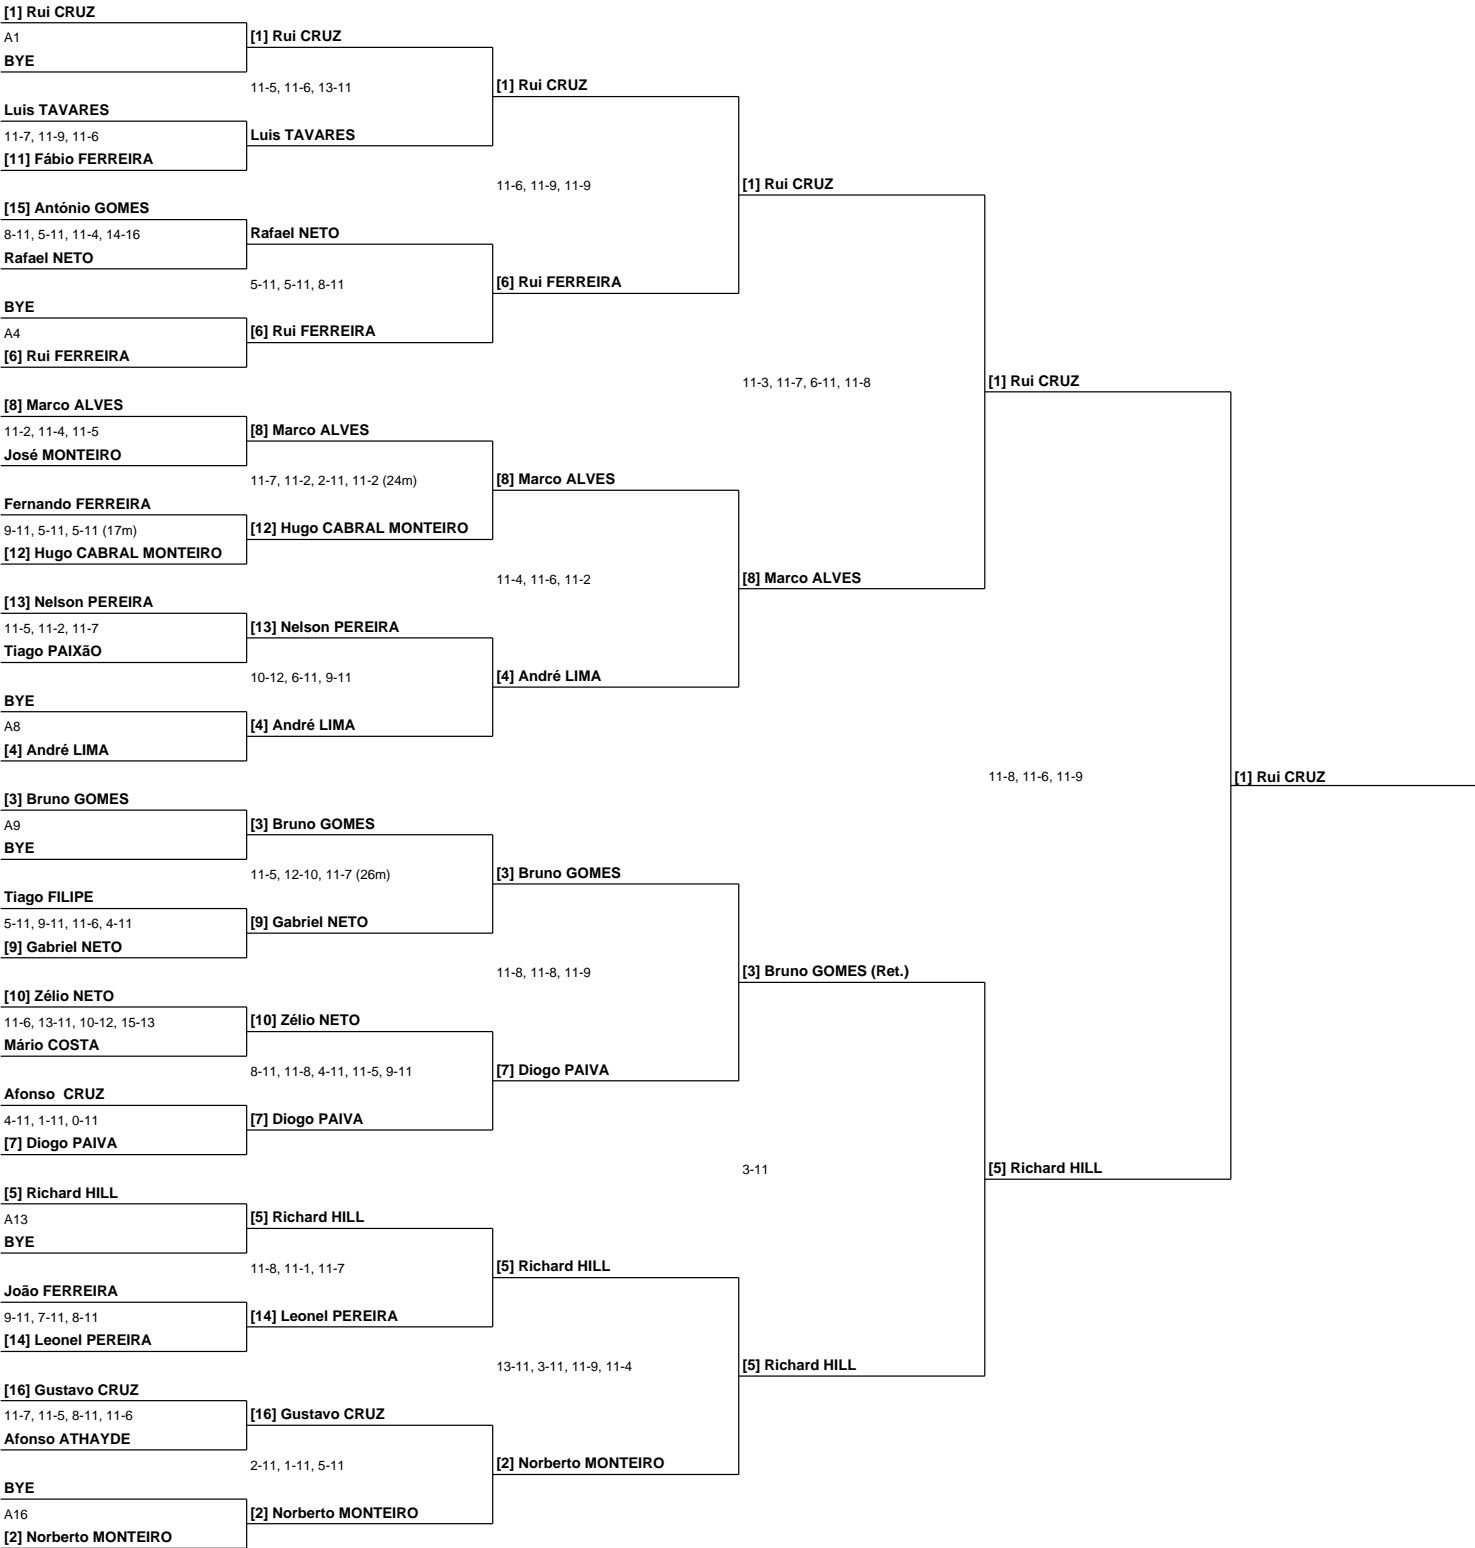 [1] Rui CRUZ
A1
BYE
Luis TAVARES
11-7, 11-9, 11-6
[11] Fábio FERREIRA
[15] António GOMES
8-11, 5-11, 11-4, 14-16
Rafael NETO
BYE
A4
[6] Rui FERREIRA
[8] Marco ALVES
11-2, 11-4, 11-5
José MONTEIRO
Fernando FERREIRA
9-11, 5-11, 5-11 (17m)
[12] Hugo CABRAL MONTEIRO
[13] Nelson PEREIRA
11-5, 11-2, 11-7
Tiago PAIXãO
BYE
A8
[4] André LIMA
[3] Bruno GOMES
A9
BYE
Tiago FILIPE
5-11, 9-11, 11-6, 4-11
[9] Gabriel NETO
[10] Zélio NETO
11-6, 13-11, 10-12, 15-13
Mário COSTA
Afonso  CRUZ
4-11, 1-11, 0-11
[7] Diogo PAIVA
[5] Richard HILL
A13
BYE
João FERREIRA
9-11, 7-11, 8-11
[14] Leonel PEREIRA
[16] Gustavo CRUZ
11-7, 11-5, 8-11, 11-6
Afonso ATHAYDE
BYE
A16
[2] Norberto MONTEIRO
[1] Rui CRUZ
11-5, 11-6, 13-11
Luis TAVARES
Rafael NETO
5-11, 5-11, 8-11
[6] Rui FERREIRA
[8] Marco ALVES
11-7, 11-2, 2-11, 11-2 (24m)
[12] Hugo CABRAL MONTEIRO
[13] Nelson PEREIRA
10-12, 6-11, 9-11
[4] André LIMA
[3] Bruno GOMES
11-5, 12-10, 11-7 (26m)
[9] Gabriel NETO
[10] Zélio NETO
8-11, 11-8, 4-11, 11-5, 9-11
[7] Diogo PAIVA
[5] Richard HILL
11-8, 11-1, 11-7
[14] Leonel PEREIRA
[16] Gustavo CRUZ
2-11, 1-11, 5-11
[2] Norberto MONTEIRO
[1] Rui CRUZ
11-6, 11-9, 11-9
[6] Rui FERREIRA
[8] Marco ALVES
11-4, 11-6, 11-2
[4] André LIMA
[3] Bruno GOMES
11-8, 11-8, 11-9
[7] Diogo PAIVA
[5] Richard HILL
13-11, 3-11, 11-9, 11-4
[2] Norberto MONTEIRO
[1] Rui CRUZ
11-3, 11-7, 6-11, 11-8
[8] Marco ALVES
[3] Bruno GOMES (Ret.)
3-11
[5] Richard HILL
[1] Rui CRUZ
11-8, 11-6, 11-9
[5] Richard HILL
[1] Rui CRUZ